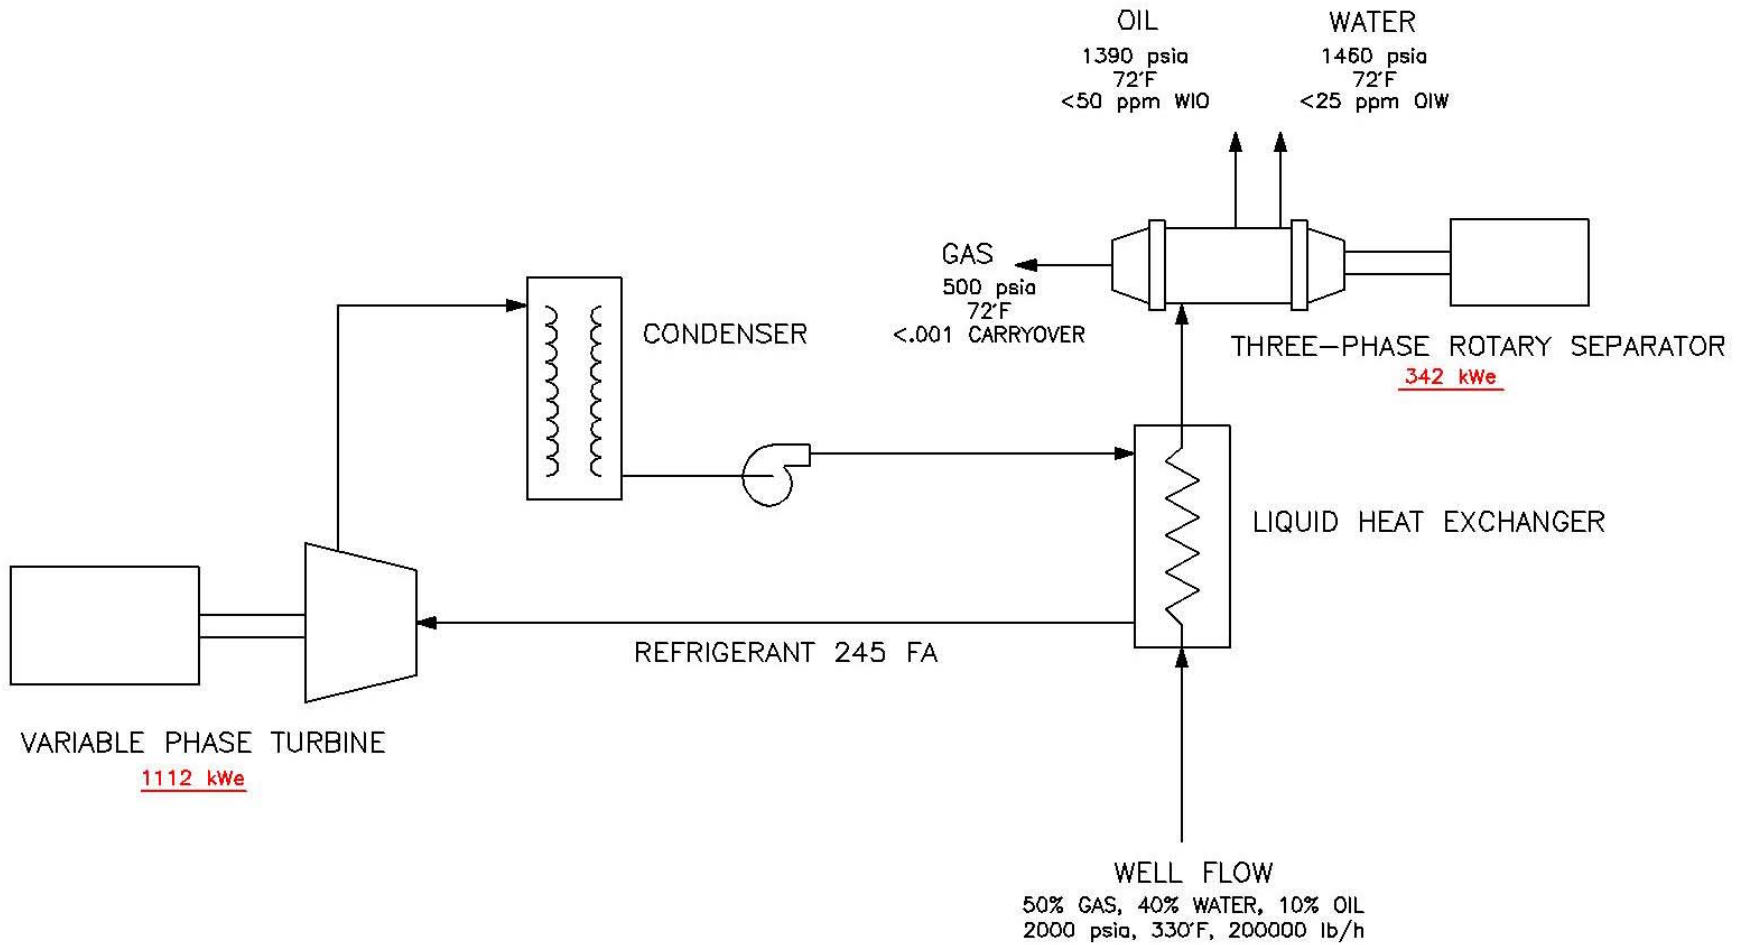 OIL
1390 psia
72°F
<50 ppm WIO
WATER
1460 psia
72°F
<25 ppm OIW
GAS
500 psia
72°F
<.001 CARRYOVER
CONDENSER
THREE-PHASE ROTARY SEPARATOR
342 kWe
LIQUID HEAT EXCHANGER
REFRIGERANT 245 FA
VARIABLE PHASE TURBINE
1112 kWe
WELL FLOW
50% GAS, 40% WATER, 10% OIL
2000 psia, 330°F, 200000 lb/h